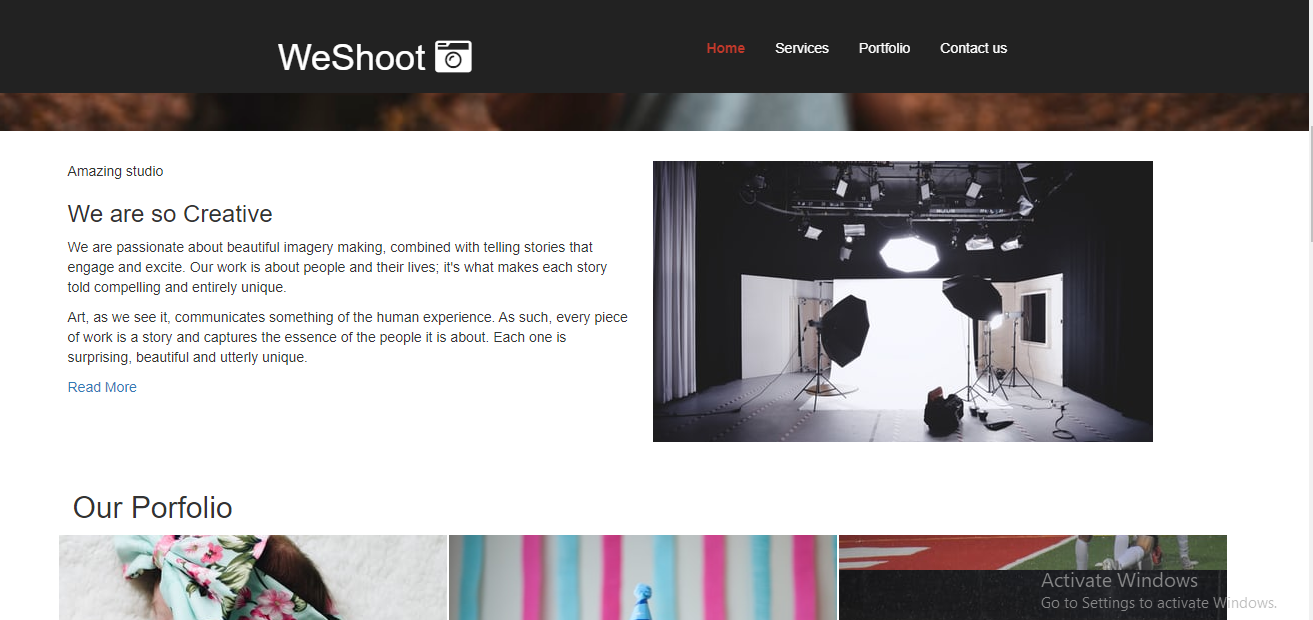 WeShoot
Home Services Portfolio Contact us
Amazing studio
We are so Creative
We are passionate about beautiful imagery making, combined with telling stories that
engage and excite. Our work is about people and their lives; it's what makes each story
told compelling and entirely unique.
Art, as we see it, communicates something of the human experience. As such, every piece
of work is a story and captures the essence of the people it is about. Each one is
surprising, beautiful and utterly unique.
Read More
Our Porfolio
Activate Windows
Go to Settings to activate Windows.